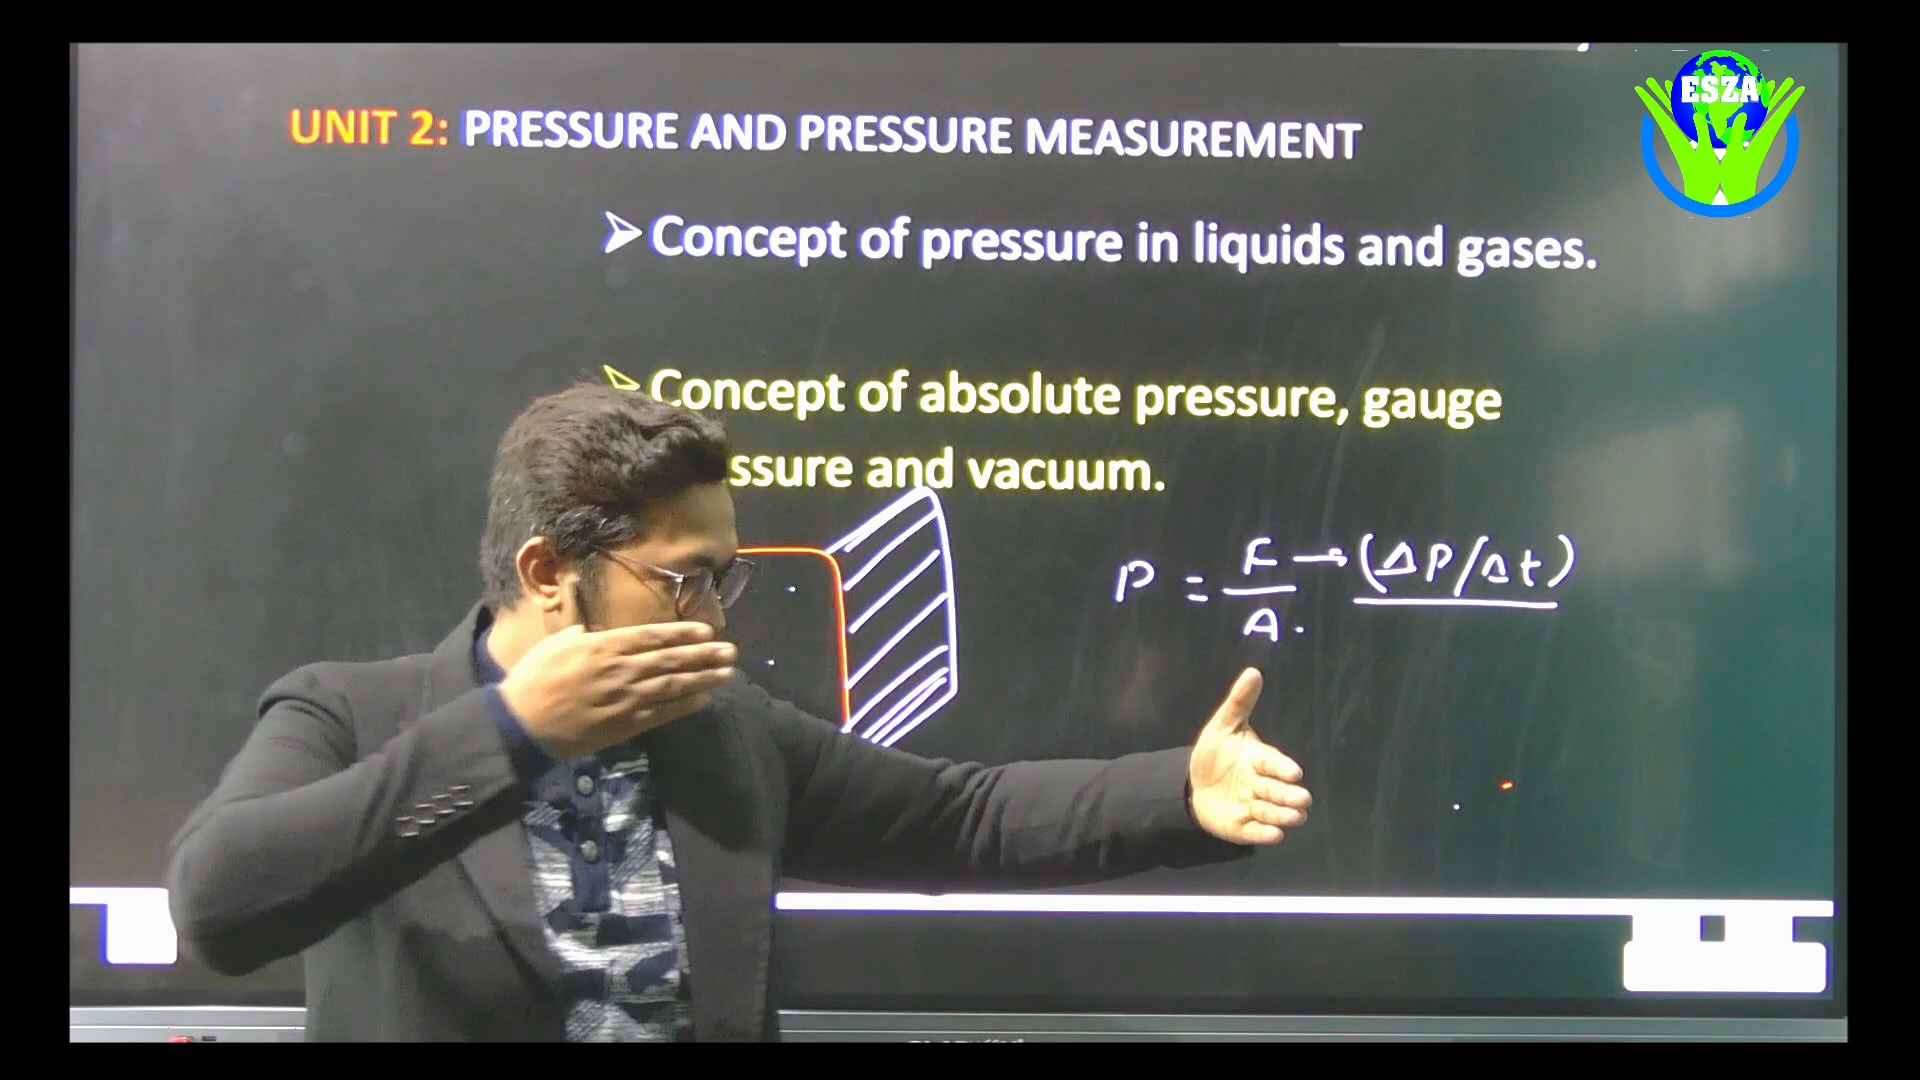 ESZA
UNIT 2: PRESSURE AND PRESSURE MEASUREMENT
➢Concept of pressure in liquids and gases.
➢Concept of absolute pressure, gauge
ssure and vacuum.
P = F/A. → (ΔP/Δt)